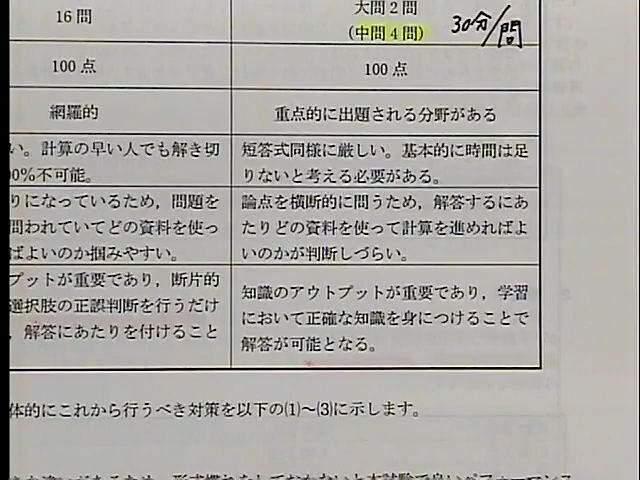 16 問
大問 2 問
(中問 4 問)
30分/問
100 点
100 点
網羅的
重点的に出題される分野がある
い。計算の早い人でも解き切
00%不可能。
短答式同様に厳しい。基本的に時間は足
りないと考える必要がある。
りになっているため，問題を
問われていてどの資料を使っ
ばよいのか掴みやすい。
論点を横断的に問うため，解答するにあ
たりどの資料を使って計算を進めればよ
いのかが判断しづらい。
プットが重要であり，断片的
選択肢の正誤判断を行うだけ
，解答にあたりを付けること
知識のアウトプットが重要であり，学習
において正確な知識を身につけることで
解答が可能となる。
体的にこれから行うべき対策を以下の(1)～(3)に示します。